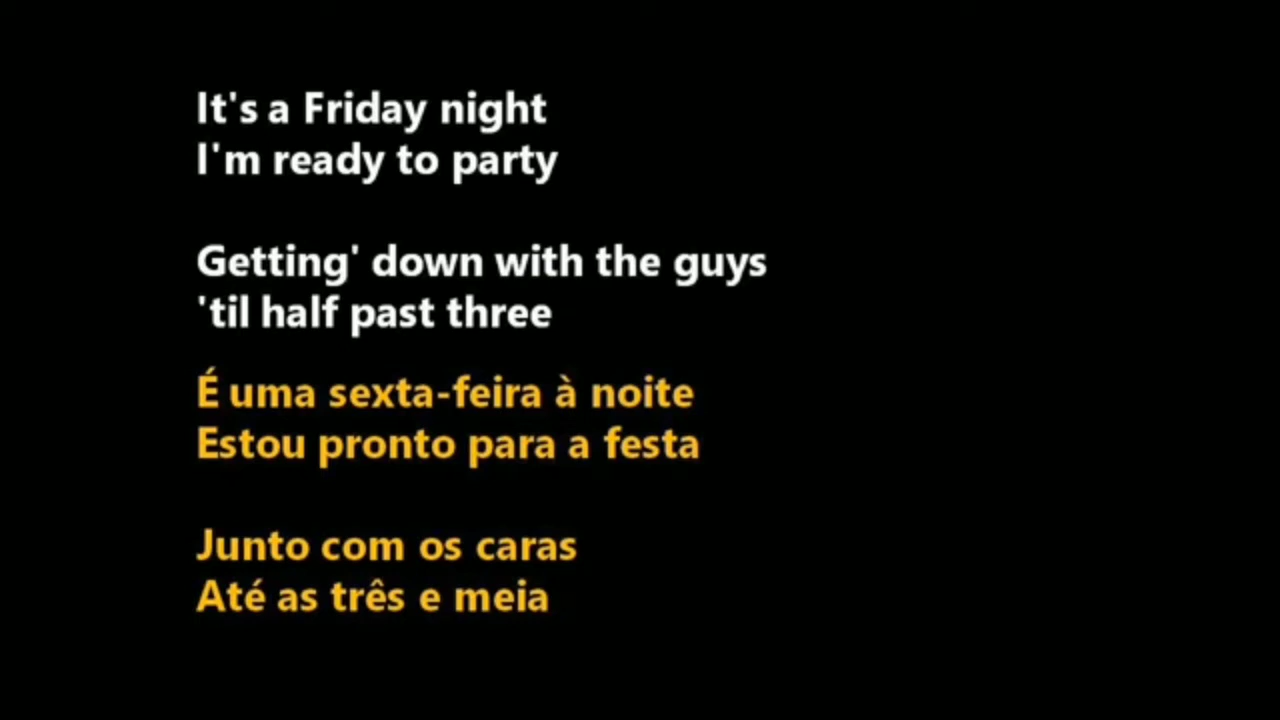 It's a Friday night
I'm ready to party
Getting' down with the guys
'til half past three
É uma sexta-feira à noite
Estou pronto para a festa
Junto com os caras
Até as três e meia